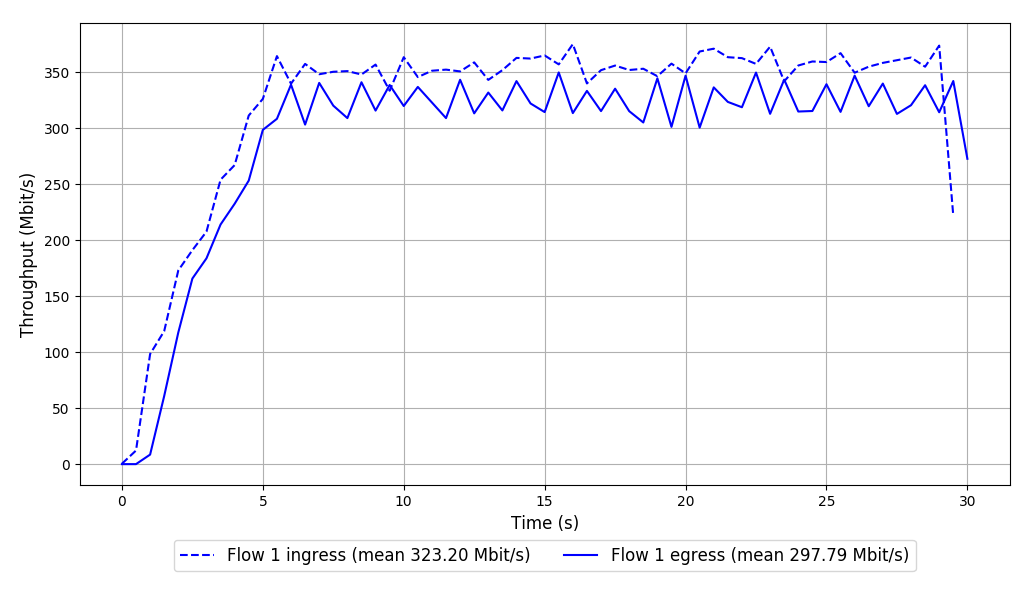 Throughput (Mbit/s)
350
300
250
200
150
100
50
0
0 5 10 15 20 25 30
Time (s)
Flow 1 ingress (mean 323.20 Mbit/s) Flow 1 egress (mean 297.79 Mbit/s)